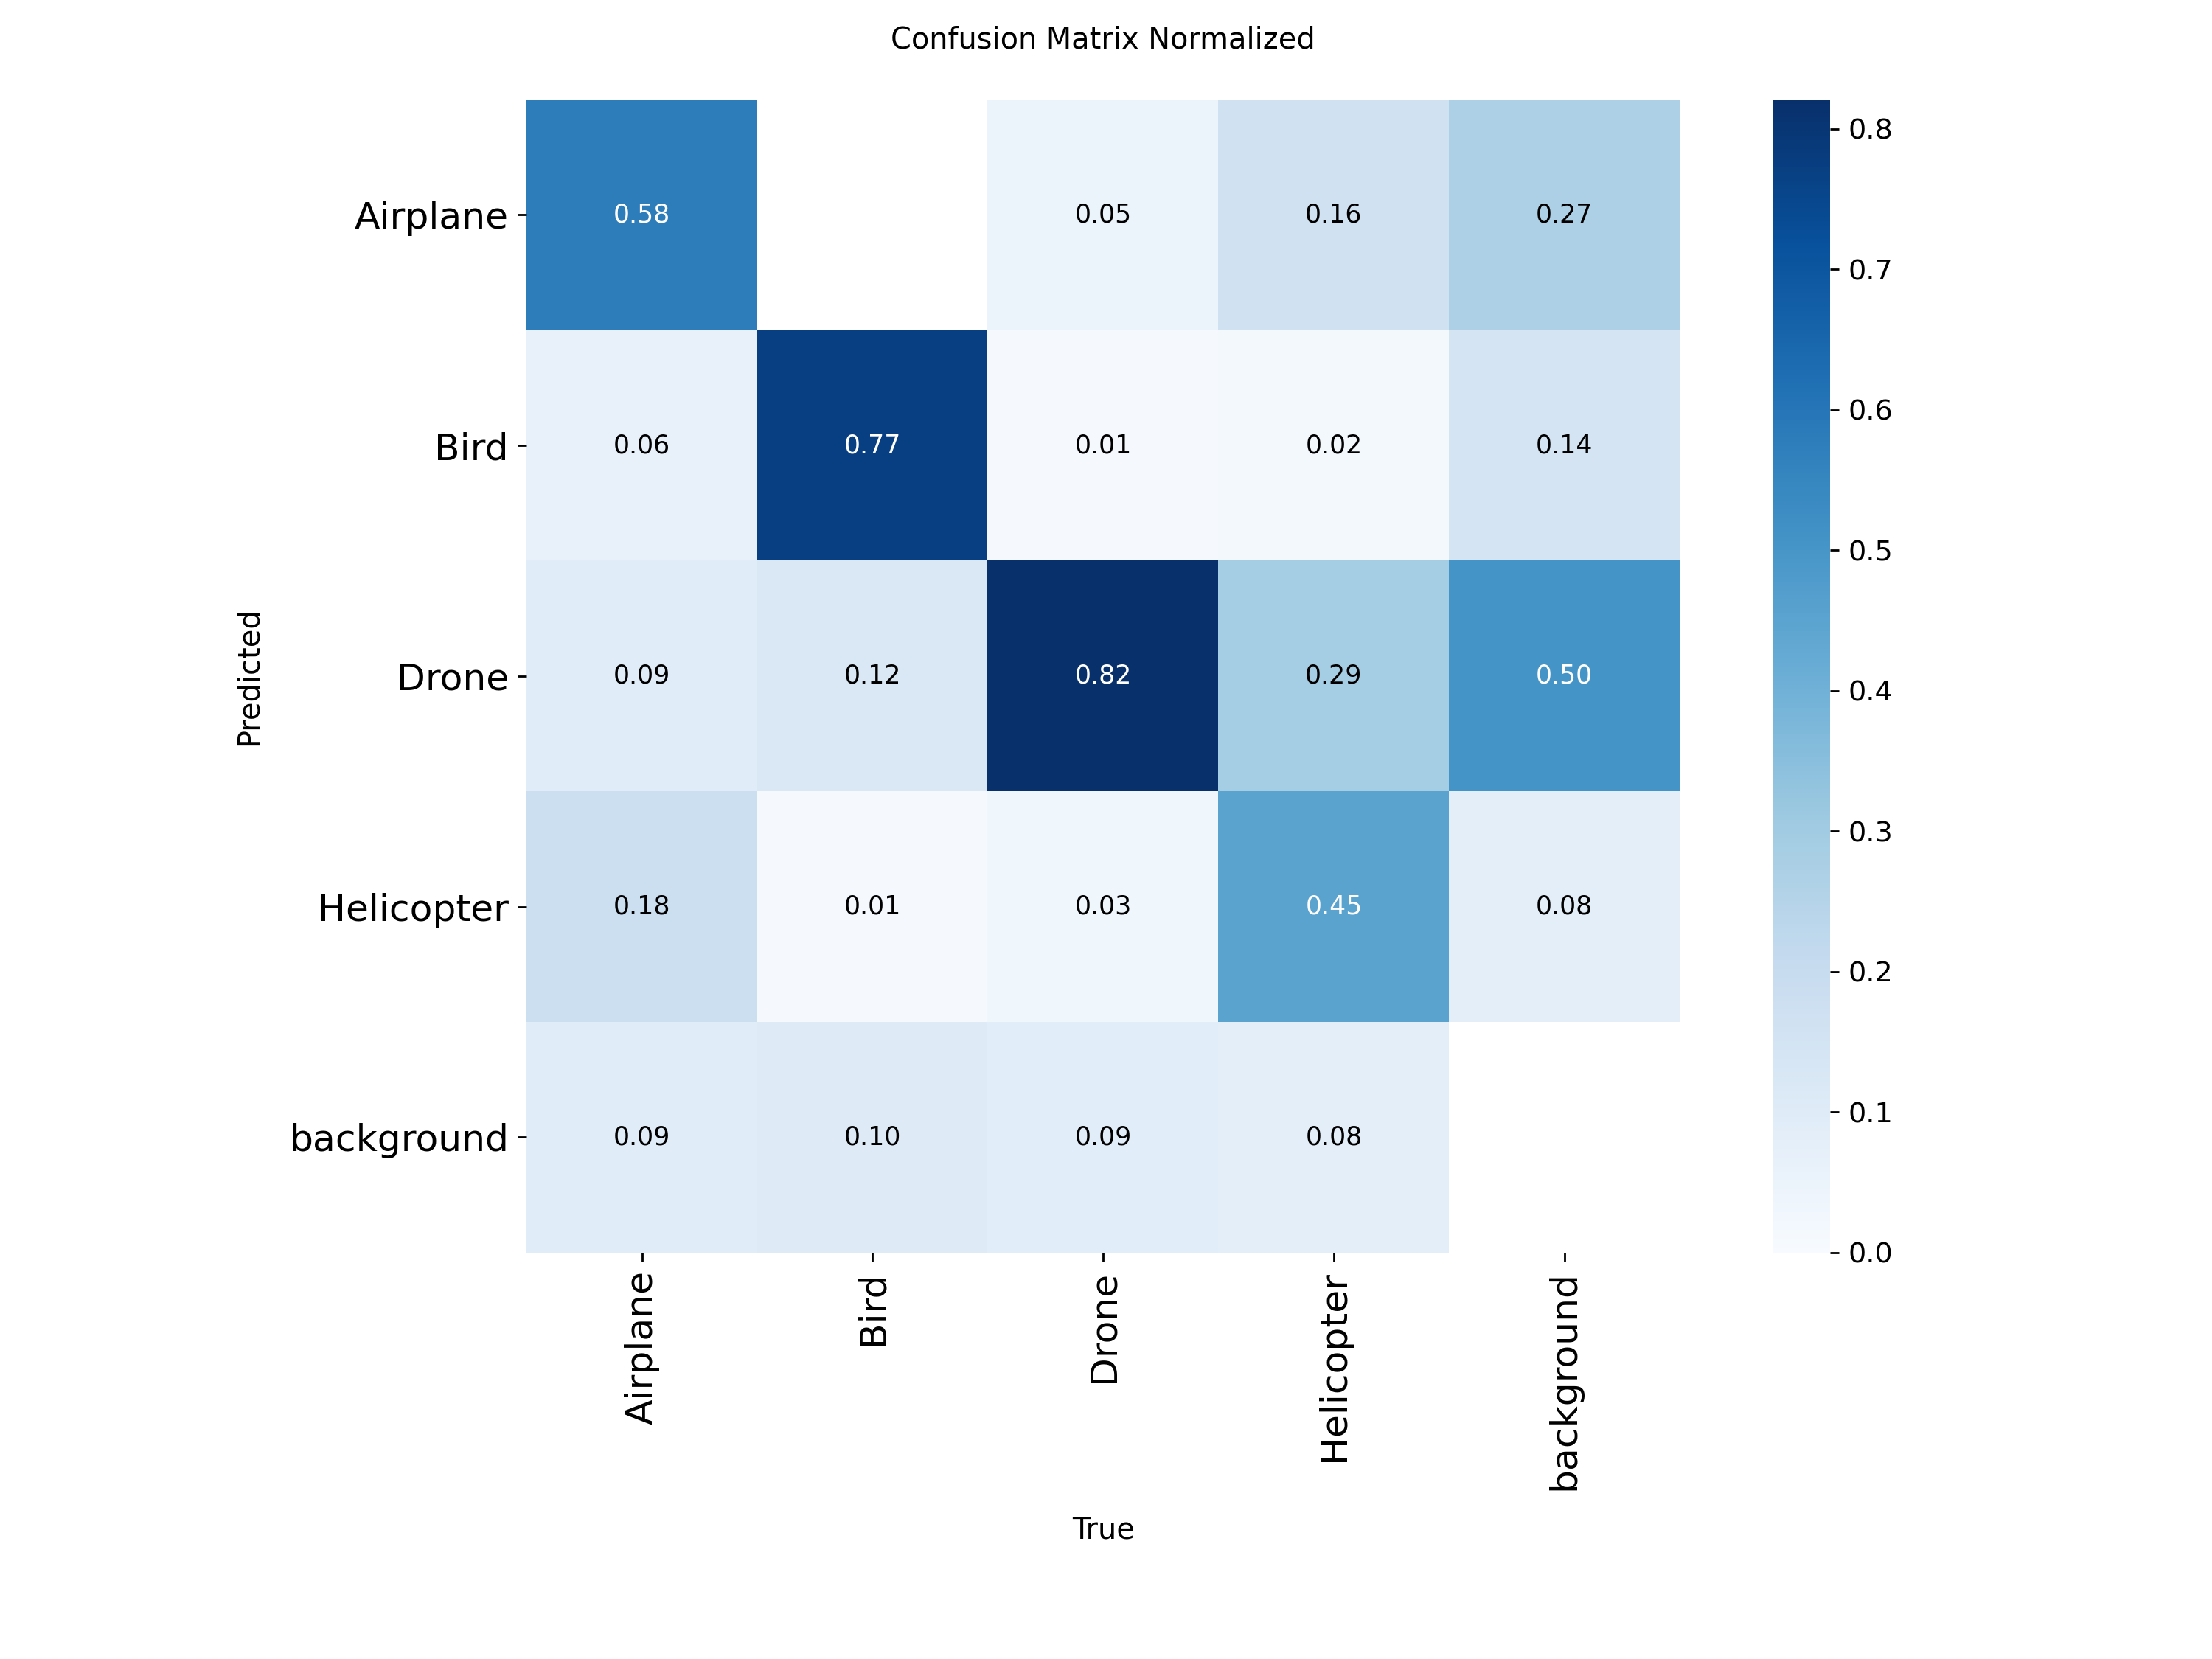 Confusion Matrix Normalized
Airplane 0.58 0.05 0.16 0.27
Bird 0.06 0.77 0.01 0.02 0.14
Drone 0.09 0.12 0.82 0.29 0.50
Helicopter 0.18 0.01 0.03 0.45 0.08
background 0.09 0.10 0.09 0.08
Predicted
Airplane Bird Drone Helicopter background
True
0.8
0.7
0.6
0.5
0.4
0.3
0.2
0.1
0.0